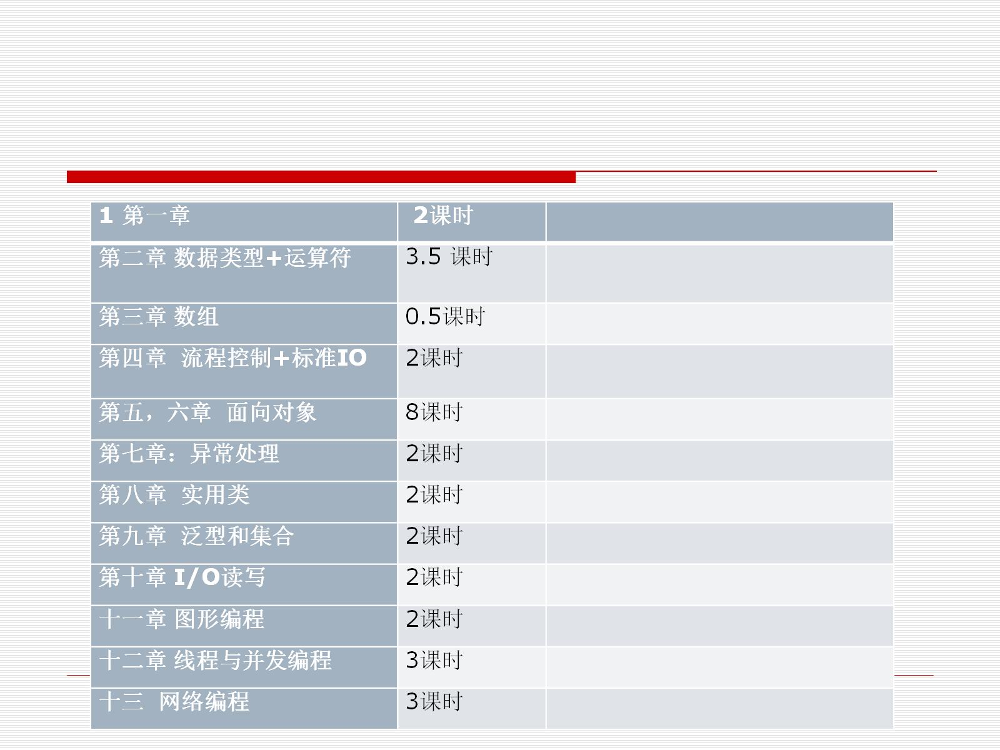 1 第一章 2课时
第二章 数据类型+运算符 3.5 课时
第三章 数组 0.5课时
第四章 流程控制+标准IO 2课时
第五，六章 面向对象 8课时
第七章：异常处理 2课时
第八章 实用类 2课时
第九章 泛型和集合 2课时
第十章 I/O读写 2课时
十一章 图形编程 2课时
十二章 线程与并发编程 3课时
十三 网络编程 3课时